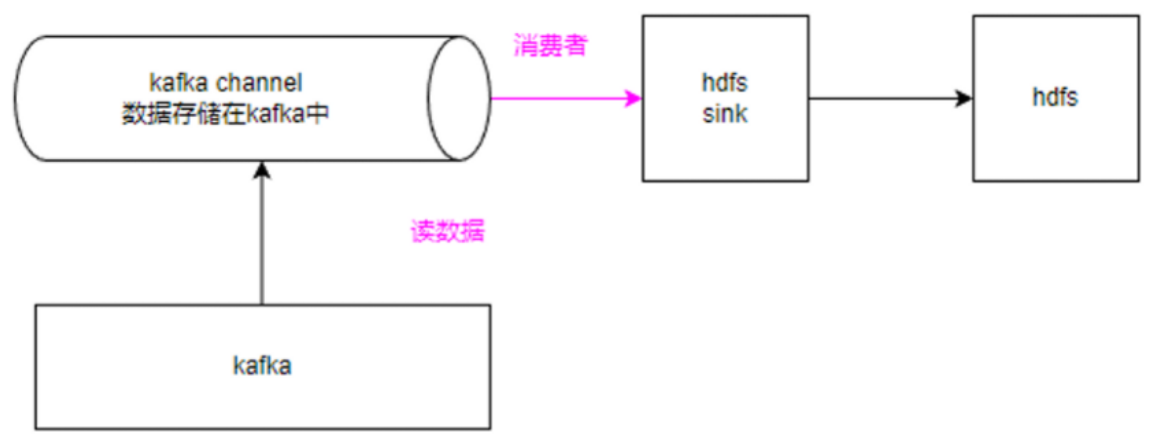 消费者
kafka channel
数据存储在kafka中
hdfs
sink
hdfs
读数据
kafka